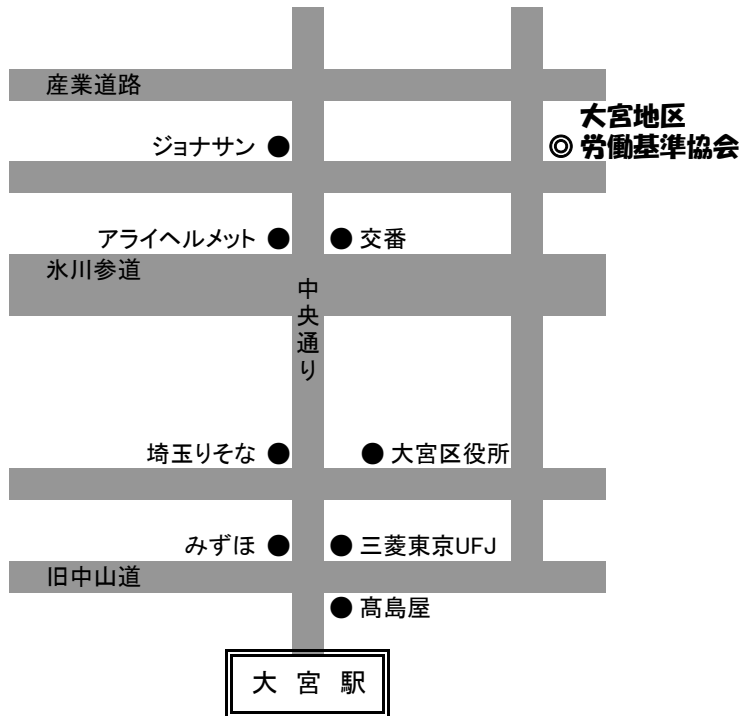 産業道路
大宮地区
◎ 労働基準協会
ジョナサン ●
アライヘルメット ●
● 交番
氷川参道
中央通り
埼玉りそな ●
● 大宮区役所
みずほ ●
● 三菱東京UFJ
旧中山道
● 髙島屋
大 宮 駅